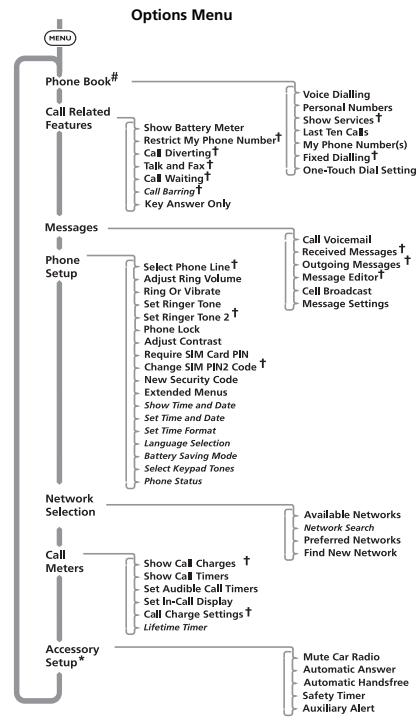 Options Menu
MENU
Phone Book#
Voice Dialling
Personal Numbers
Show Services†
Last Ten Calls
My Phone Number(s)
Fixed Dialling†
One-Touch Dial Setting
Call Related
Features
Show Battery Meter
Restrict My Phone Number†
Call Diverting†
Talk and Fax†
Call Waiting†
Call Barring†
Key Answer Only
Messages
Call Voicemail
Received Messages†
Outgoing Messages†
Message Editor†
Cell Broadcast
Message Settings
Phone
Setup
Select Phone Line†
Adjust Ring Volume
Ring Or Vibrate
Set Ringer Tone
Set Ringer Tone 2†
Phone Lock
Adjust Contrast
Require SIM Card PIN
Change SIM PIN2 Code†
New Security Code
Extended Menus
Show Time and Date
Set Time and Date
Set Time Format
Language Selection
Battery Saving Mode
Select Keypad Tones
Phone Status
Network
Selection
Available Networks
Network Search
Preferred Networks
Find New Network
Call
Meters
Show Call Charges †
Show Call Timers
Set Audible Call Timers
Set In-Call Display
Call Charge Settings†
Lifetime Timer
Accessory
Setup*
Mute Car Radio
Automatic Answer
Automatic Handsfree
Safety Timer
Auxiliary Alert